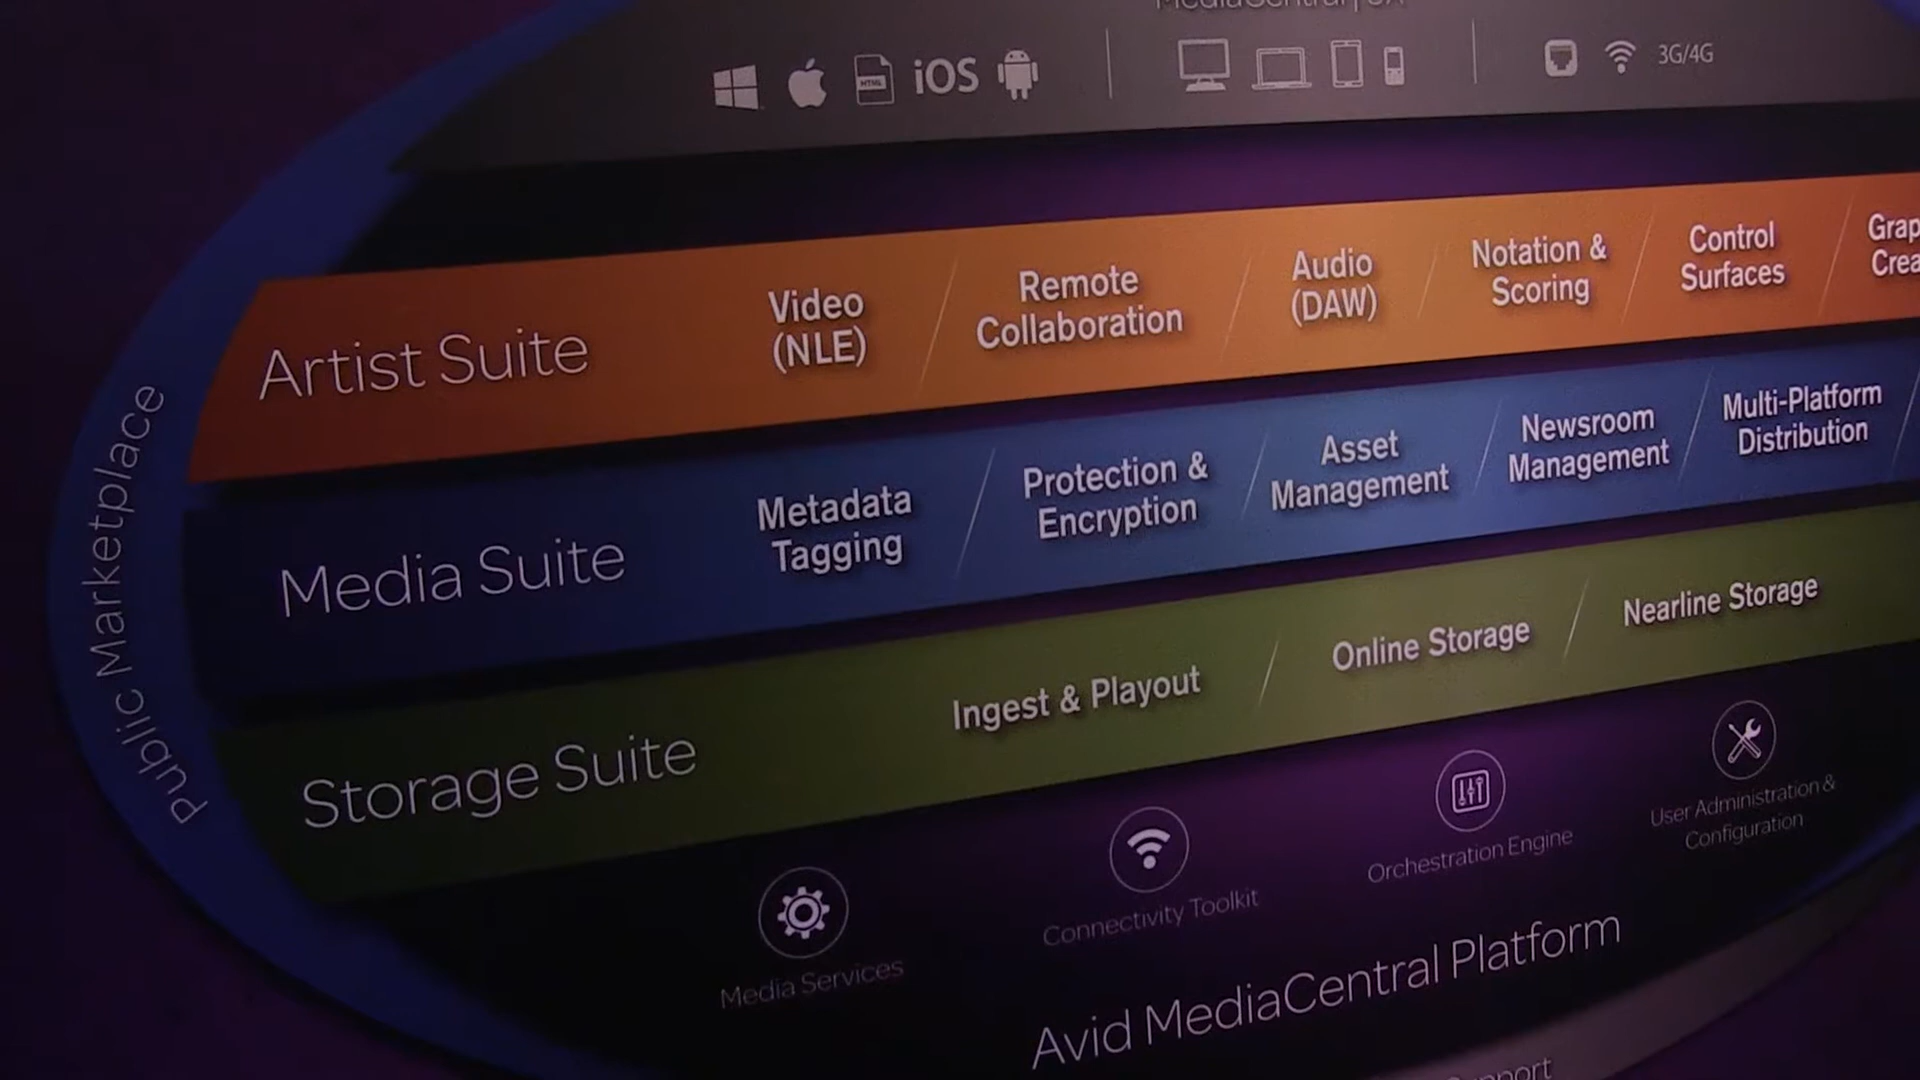 HTML
iOS
3G/4G
Artist Suite
Video
(NLE)
Remote
Collaboration
Audio
(DAW)
Notation &
Scoring
Control
Surfaces
Media Suite
Metadata
Tagging
Protection &
Encryption
Asset
Management
Newsroom
Management
Multi-Platform
Distribution
Storage Suite
Ingest & Playout
Online Storage
Nearline Storage
Public Marketplace
Media Services
Connectivity Toolkit
Orchestration Engine
User Administration &
Configuration
Avid MediaCentral Platform